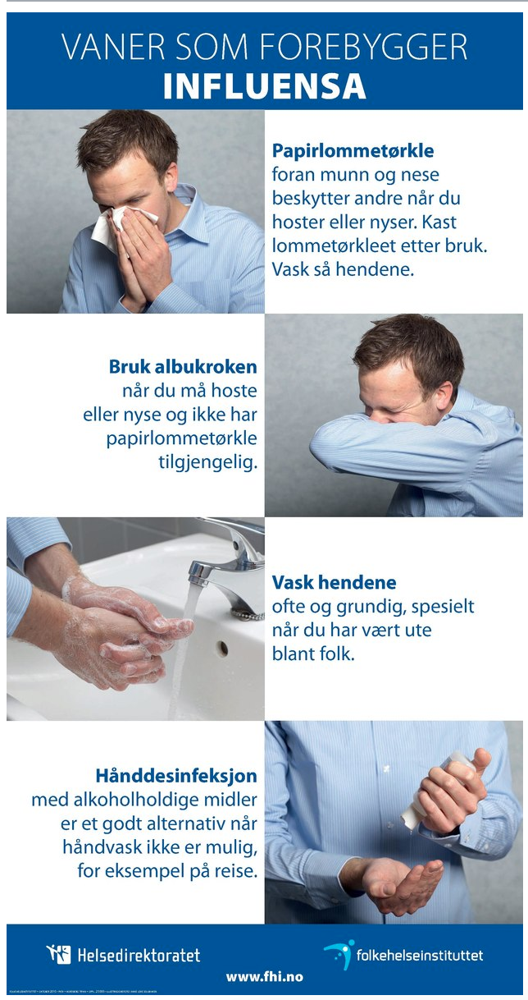 VANER SOM FOREBYGGER
INFLUENSA
Papirlommetørkle
foran munn og nese
beskytter andre når du
hoster eller nyser. Kast
lommetørkleet etter bruk.
Vask så hendene.
Bruk albukroken
når du må hoste
eller nyse og ikke har
papirlommetørkle
tilgjengelig.
Vask hendene
ofte og grundig, spesielt
når du har vært ute
blant folk.
Hånddesinfeksjon
med alkoholholdige midler
er et godt alternativ når
håndvask ikke er mulig,
for eksempel på reise.
Helsedirektoratet
folkehelseinstituttet
www.fhi.no